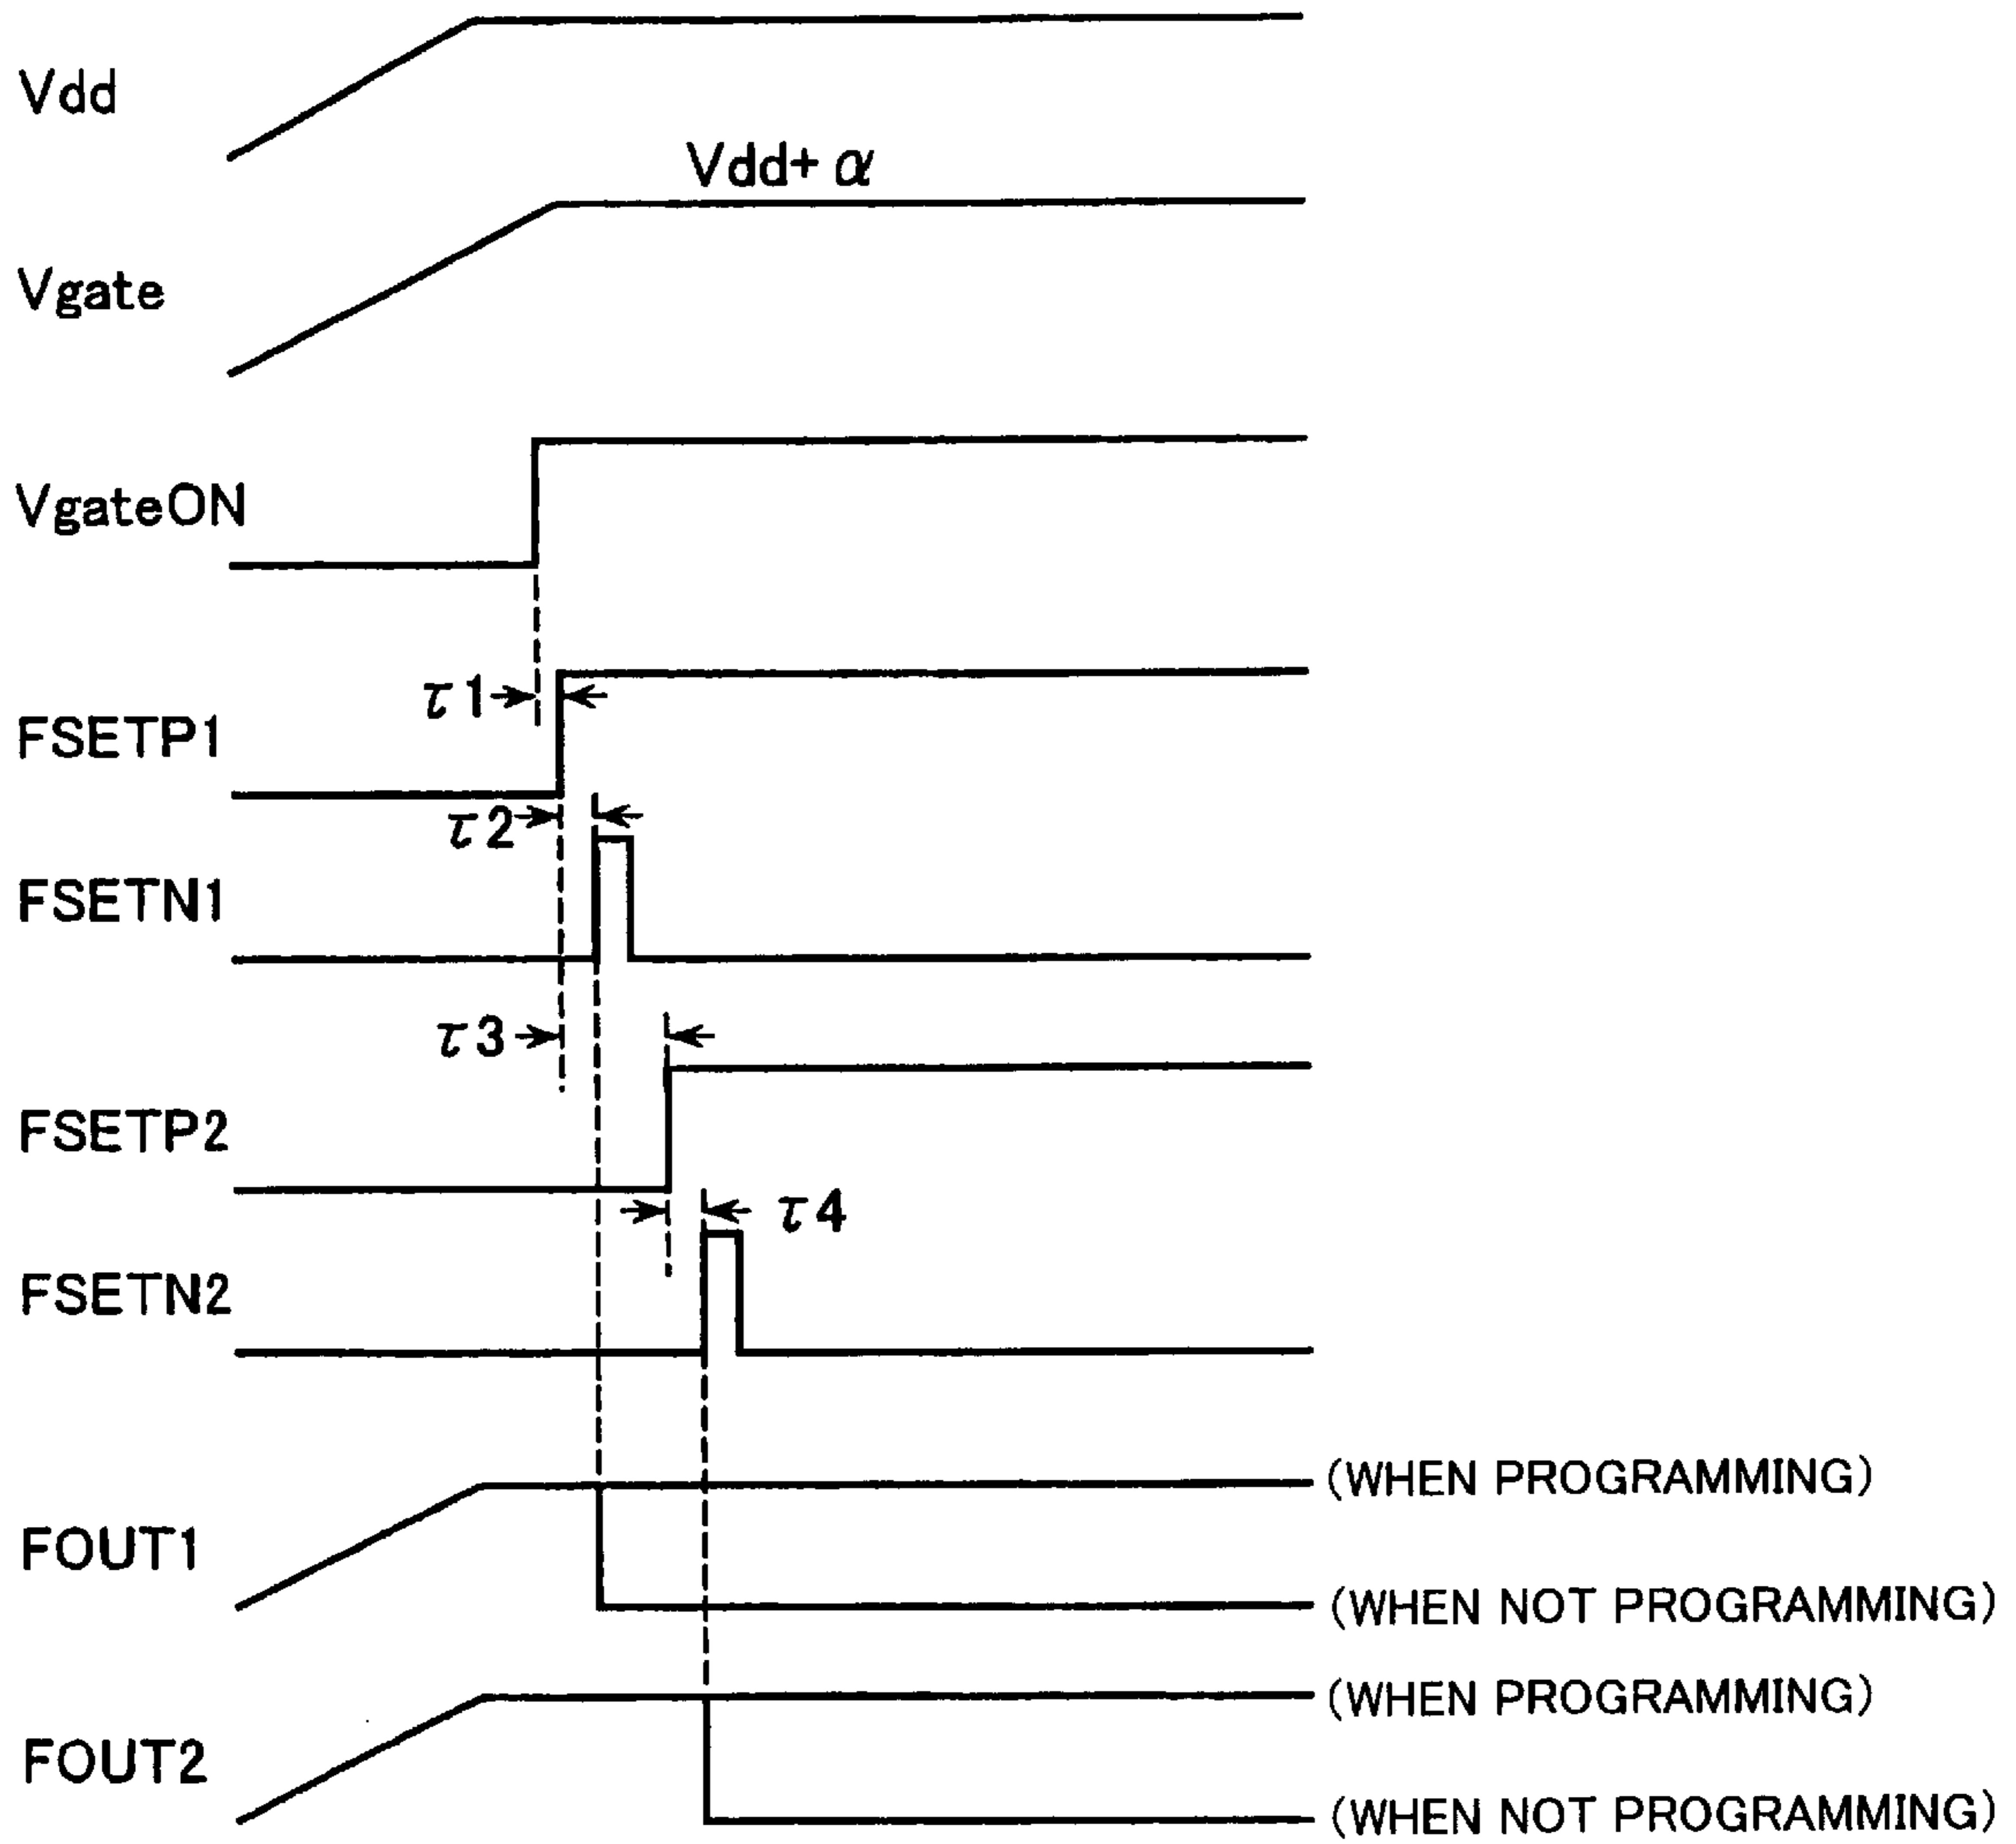 Vdd
Vdd+ α
Vgate
VgateON
τ1
FSETP1
τ2
FSETN1
τ3
FSETP2
τ4
FSETN2
(WHEN PROGRAMMING)
FOUT1
(WHEN NOT PROGRAMMING)
(WHEN PROGRAMMING)
FOUT2
(WHEN NOT PROGRAMMING)